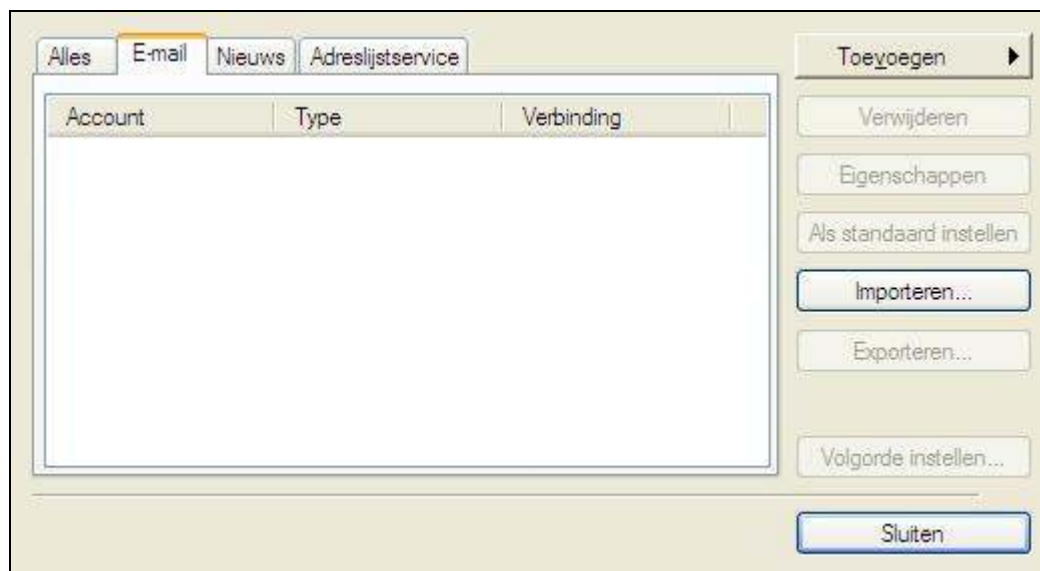 Alles
E-mail
Nieuws
Adreslijstservice
Account
Type
Verbinding
Toevoegen
Verwijderen
Eigenschappen
Als standaard instellen
Importeren...
Exporteren...
Volgorde instellen...
Sluiten